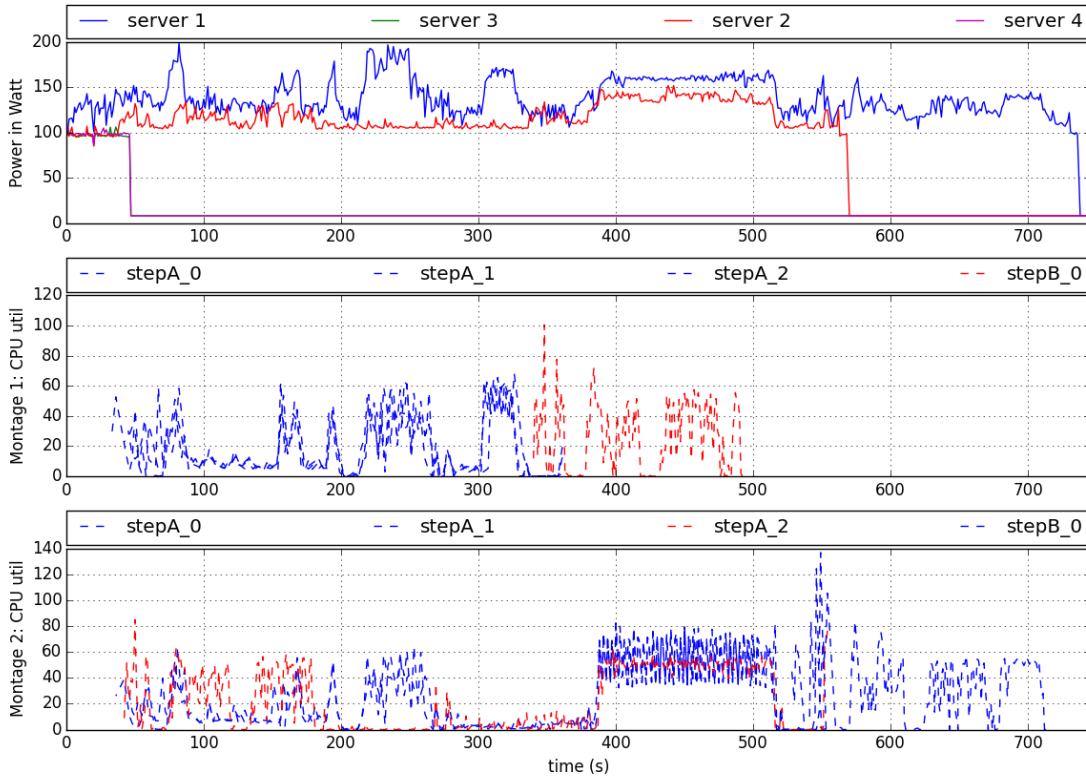 server 1 server 3 server 2 server 4
200
150
100
50
0
Power in Watt
0 100 200 300 400 500 600 700
stepA_0 stepA_1 stepA_2 stepB_0
120
100
80
60
40
20
0
Montage 1: CPU util
0 100 200 300 400 500 600 700
stepA_0 stepA_1 stepA_2 stepB_0
140
120
100
80
60
40
20
0
Montage 2: CPU util
0 100 200 300 400 500 600 700
time (s)